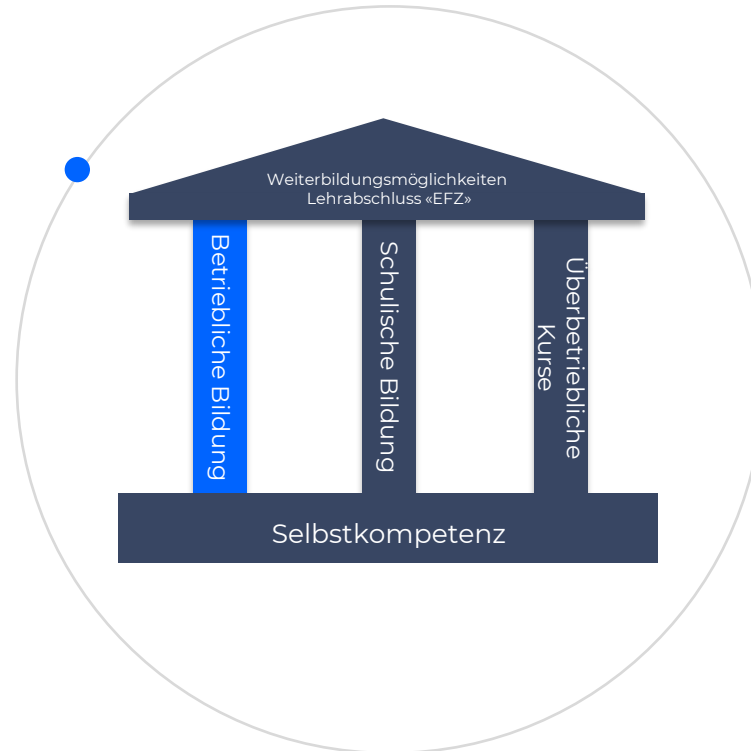 Weiterbildungsmöglichkeiten
Lehrabschluss «EFZ»
Betriebliche Bildung
Schulische Bildung
Überbetriebliche
Kurse
Selbstkompetenz